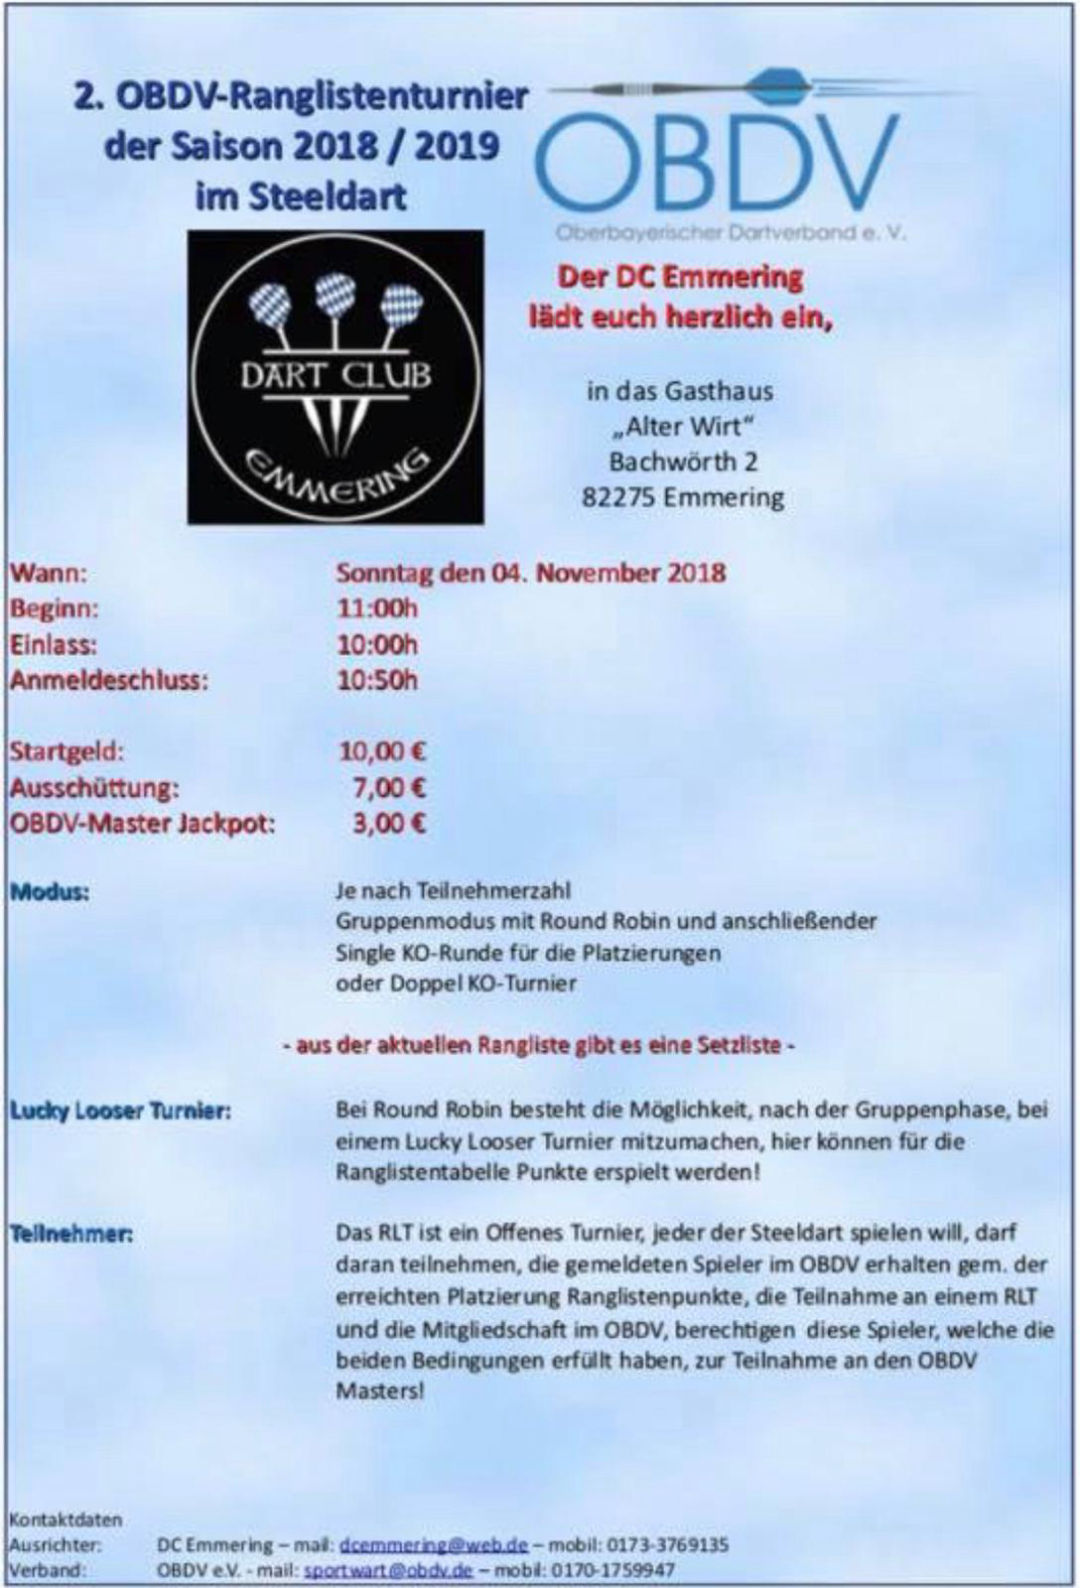 2. OBDV-Ranglistenturnier
der Saison 2018 / 2019
im Steeldart
OBDV
Oberbayerischer Dartverband e. V.
DART CLUB
EMMERING
Der DC Emmering
lädt euch herzlich ein,
in das Gasthaus
„Alter Wirt“
Bachwörth 2
82275 Emmering
Wann: Sonntag den 04. November 2018
Beginn: 11:00h
Einlass: 10:00h
Anmeldeschluss: 10:50h
Startgeld: 10,00 €
Ausschüttung: 7,00 €
OBDV-Master Jackpot: 3,00 €
Modus: Je nach Teilnehmerzahl
Gruppenmodus mit Round Robin und anschließender
Single KO-Runde für die Platzierungen
oder Doppel KO-Turnier
- aus der aktuellen Rangliste gibt es eine Setzliste -
Lucky Looser Turnier: Bei Round Robin besteht die Möglichkeit, nach der Gruppenphase, bei
einem Lucky Looser Turnier mitzumachen, hier können für die
Ranglistentabelle Punkte erspielt werden!
Teilnehmer: Das RLT ist ein Offenes Turnier, jeder der Steeldart spielen will, darf
daran teilnehmen, die gemeldeten Spieler im OBDV erhalten gem. der
erreichten Platzierung Ranglistenpunkte, die Teilnahme an einem RLT
und die Mitgliedschaft im OBDV, berechtigen diese Spieler, welche die
beiden Bedingungen erfüllt haben, zur Teilnahme an den OBDV
Masters!
Kontaktdaten
Ausrichter: DC Emmering – mail: dcemmering@web.de – mobil: 0173-3769135
Verband: OBDV e.V. - mail: sportwart@obdv.de – mobil: 0170-1759947